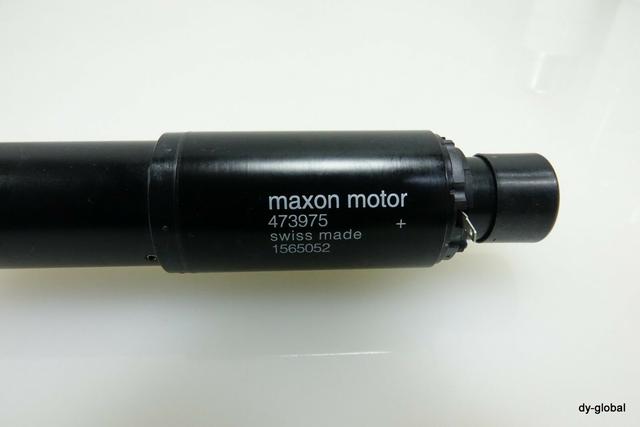 maxon motor
473975 +
swiss made
1565052
dy-global